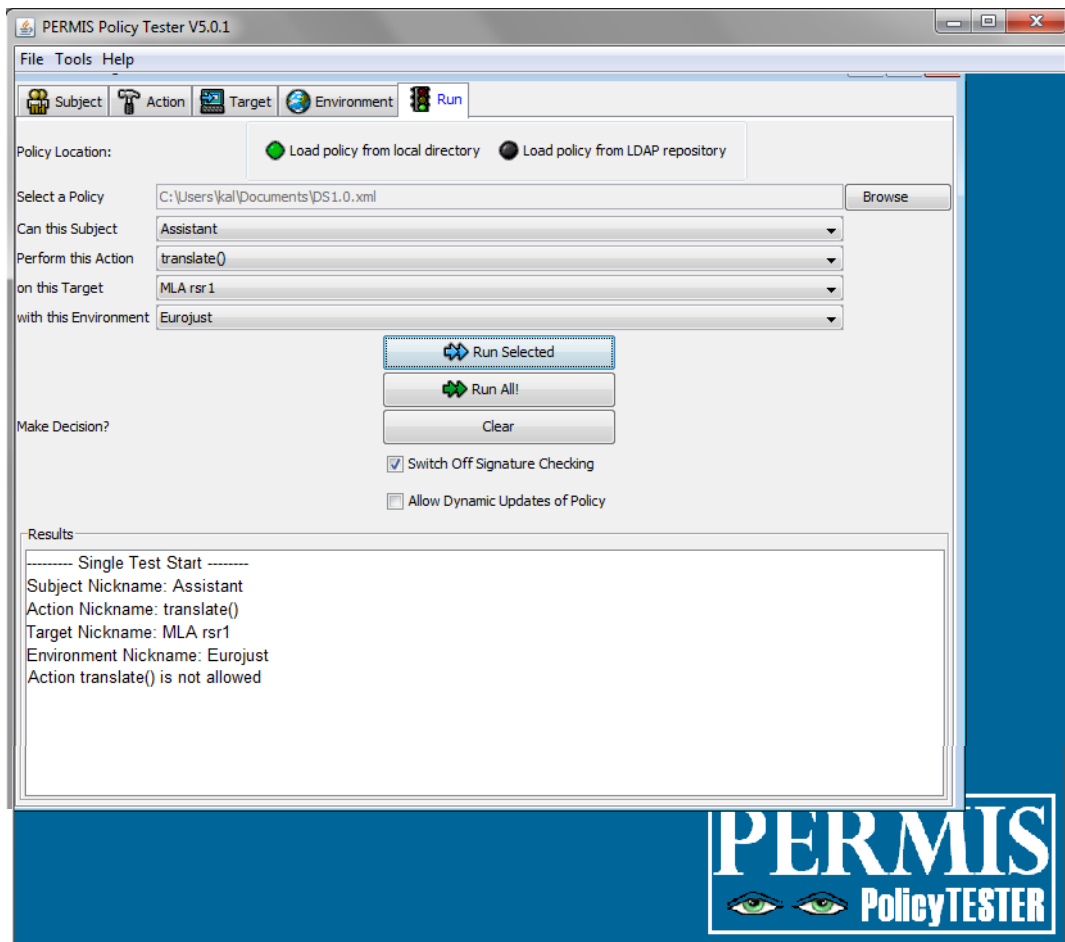 PERMIS Policy Tester V5.0.1
File Tools Help
Subject Action Target Environment Run
Policy Location: Load policy from local directory Load policy from LDAP repository
Select a Policy C:\Users\kal\Documents\DS1.0.xml Browse
Can this Subject Assistant
Perform this Action translate()
on this Target MLA rsr1
with this Environment Eurojust
Run Selected
Run All!
Make Decision? Clear
Switch Off Signature Checking
Allow Dynamic Updates of Policy
Results
--------- Single Test Start --------
Subject Nickname: Assistant
Action Nickname: translate()
Target Nickname: MLA rsr1
Environment Nickname: Eurojust
Action translate() is not allowed
PERMIS
PolicyTESTER